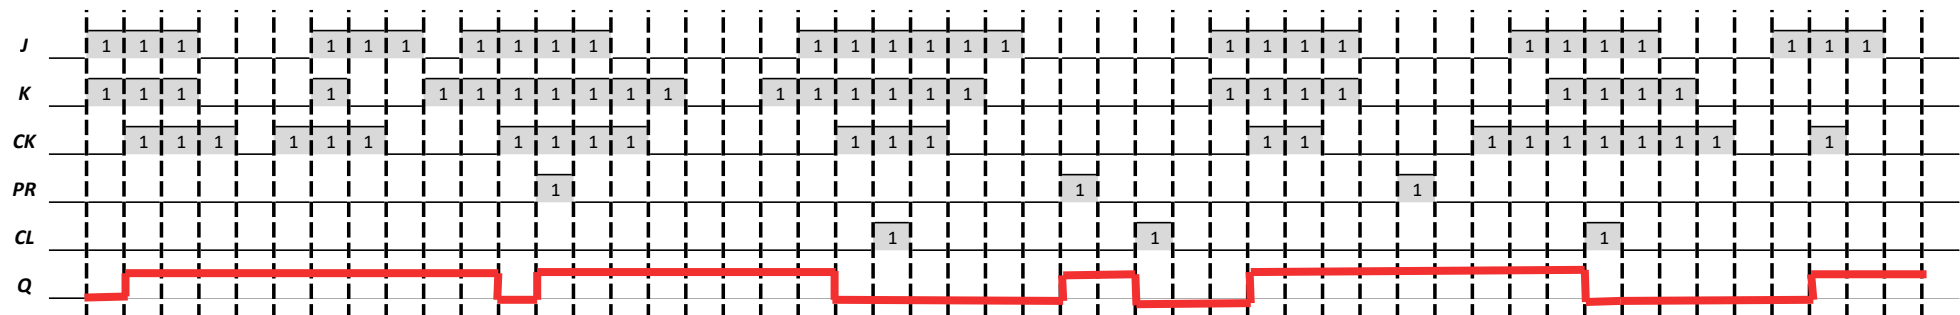 J 1 1 1 1 1 1 1 1 1 1 1 1 1 1 1 1 1 1 1 1 1 1 1 1 1 1 1
K 1 1 1 1 1 1 1 1 1 1 1 1 1 1 1 1 1 1 1 1 1 1 1 1 1
CK 1 1 1 1 1 1 1 1 1 1 1 1 1 1 1 1 1 1 1 1 1 1 1
PR 1 1 1
CL 1 1 1
Q